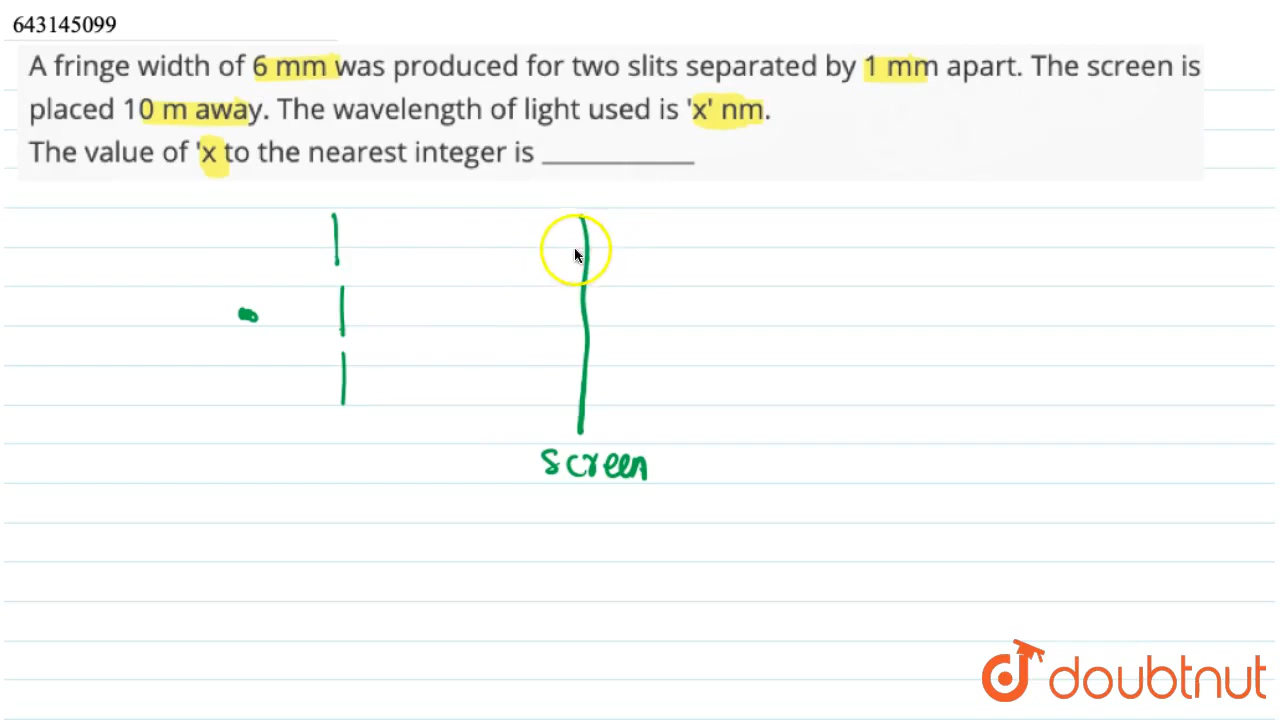 643145099
A fringe width of 6 mm was produced for two slits separated by 1 mm apart. The screen is
placed 10 m away. The wavelength of light used is 'x' nm.
The value of 'x to the nearest integer is ___________
screen
doubtnut